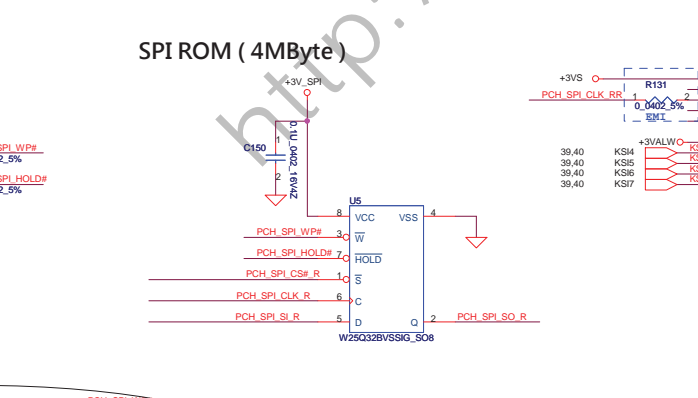 SPI ROM ( 4MByte )
http:/
+3V_SPI
C150
1
2
0.1U_0402_16V4Z
U5
8 VCC VSS 4
PCH_SPI_WP# 3 W
PCH_SPI_HOLD# 7 HOLD
PCH_SPI_CS#_R 1 S
PCH_SPI_CLK_R 6 C
PCH_SPI_SI_R 5 D Q 2 PCH_SPI_SO_R
W25Q32BVSSIG_SO8
SPI_WP#
2_5%
SPI_HOLD#
2_5%
+3VS
R131
PCH_SPI_CLK_RR 1 2
0_0402_5%
EMI
+3VALW
39,40 KSI4
39,40 KSI5
39,40 KSI6
39,40 KSI7